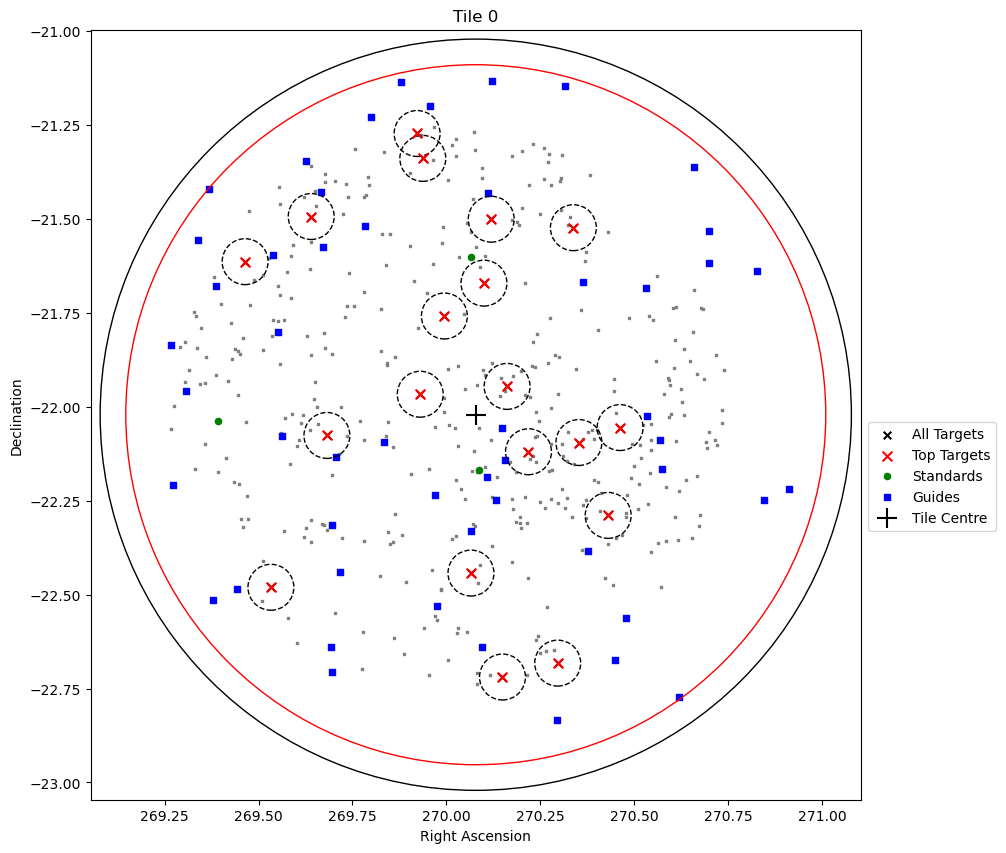 Tile 0
−21.00
−21.25
−21.50
−21.75
−22.00
−22.25
−22.50
−22.75
−23.00
Declination
269.25 269.50 269.75 270.00 270.25 270.50 270.75 271.00
Right Ascension
All Targets
Top Targets
Standards
Guides
Tile Centre